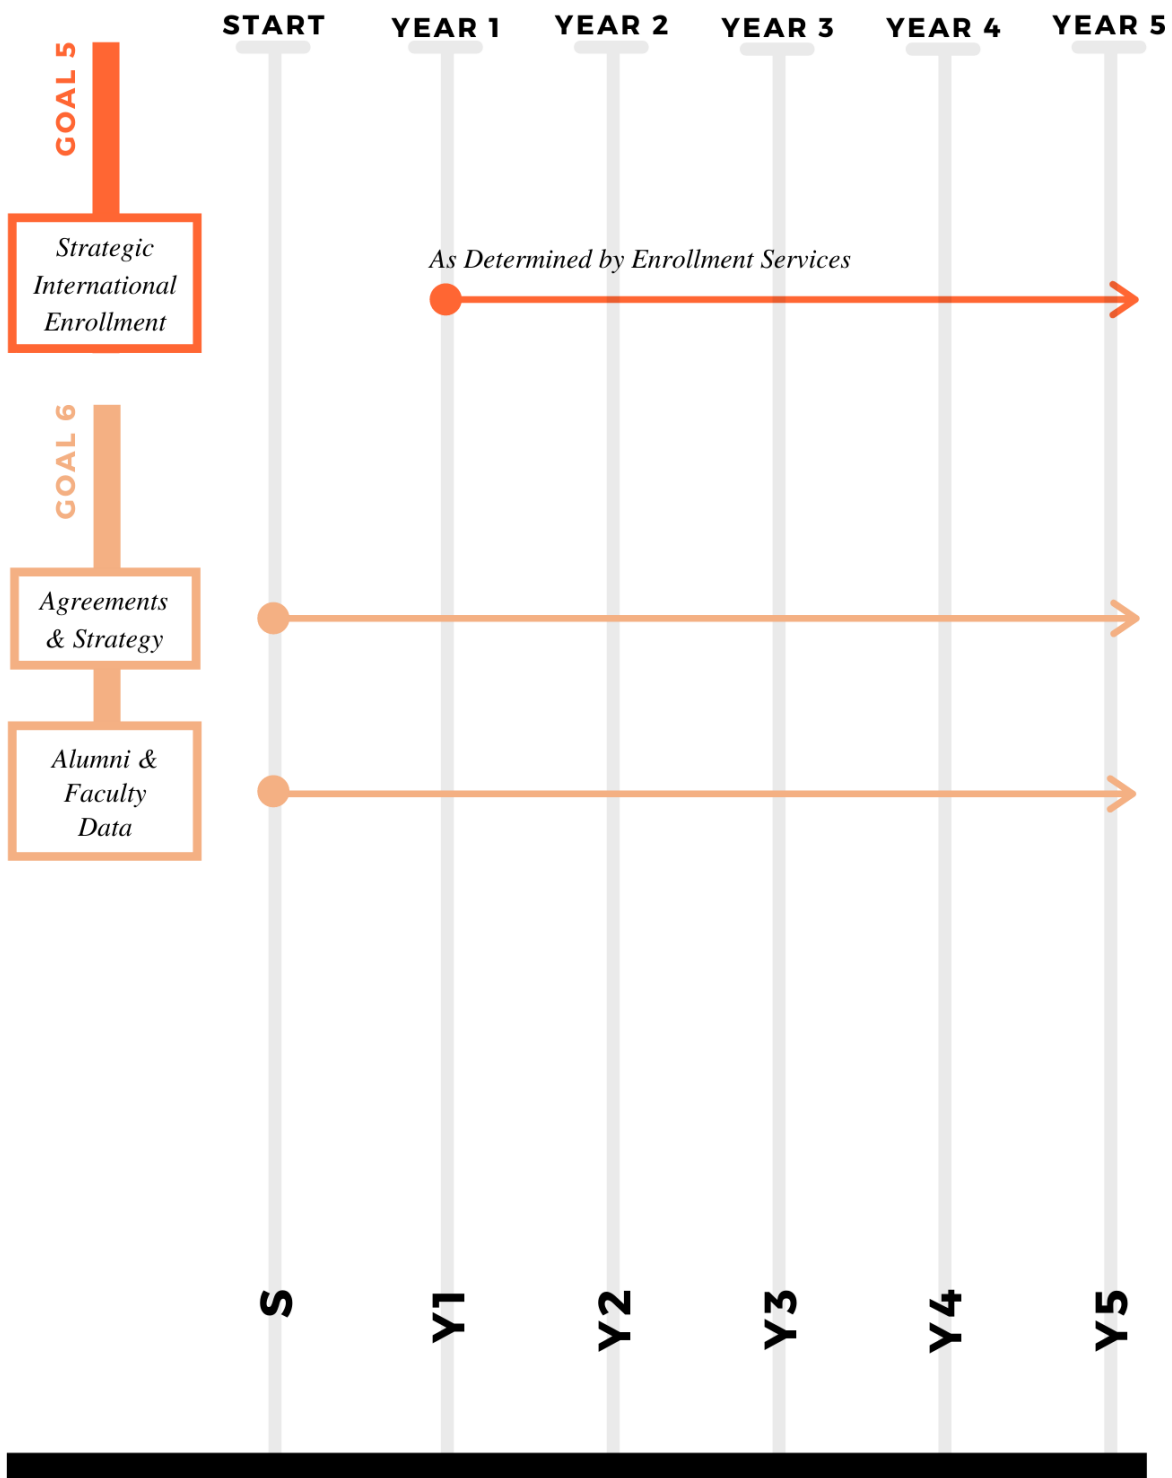 START YEAR 1 YEAR 2 YEAR 3 YEAR 4 YEAR 5
GOAL 5
Strategic
International
Enrollment
As Determined by Enrollment Services
GOAL 6
Agreements
& Strategy
Alumni &
Faculty
Data
S Y1 Y2 Y3 Y4 Y5